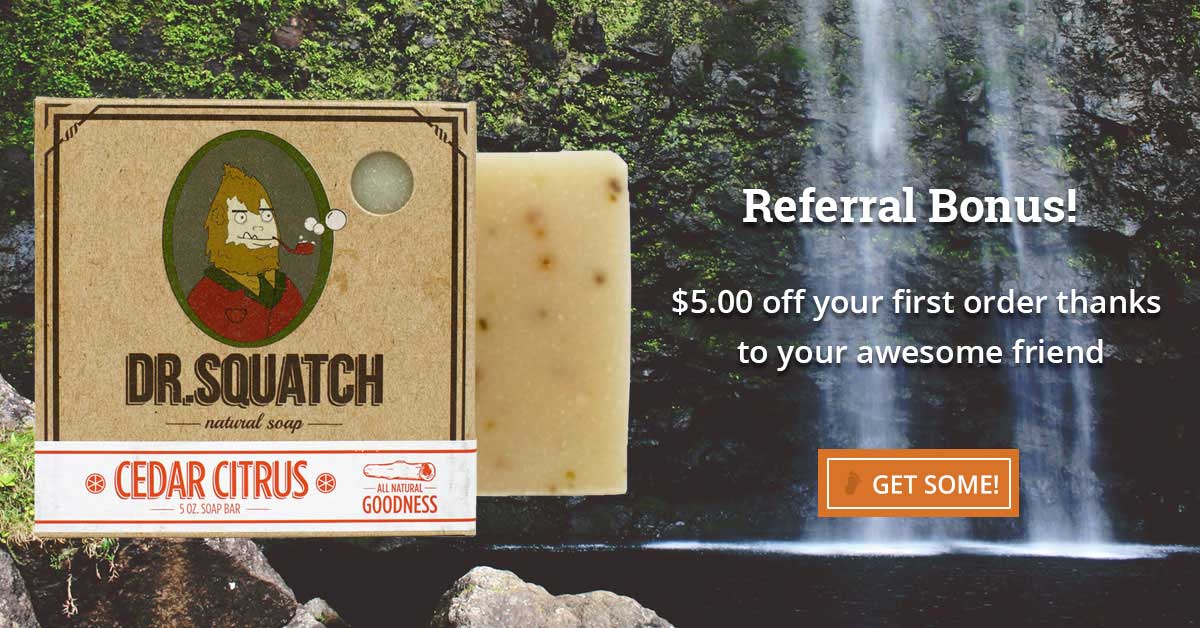 DR.SQUATCH
natural soap
CEDAR CITRUS
5 OZ. SOAP BAR
ALL NATURAL
GOODNESS
Referral Bonus!
$5.00 off your first order thanks
to your awesome friend
GET SOME!